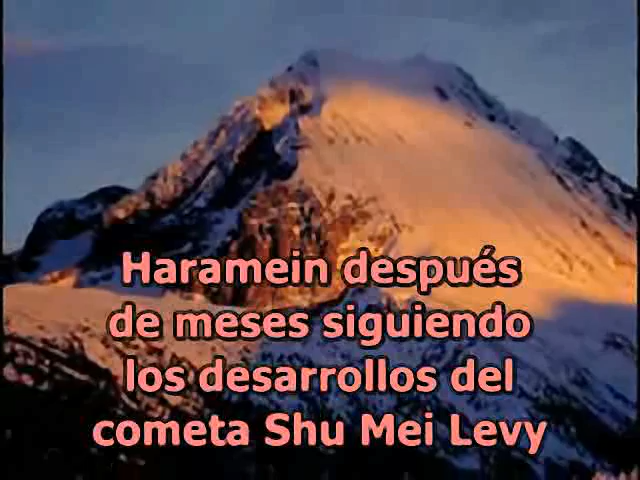 Haramein después
de meses siguiendo
los desarrollos del
cometa Shu Mei Levy